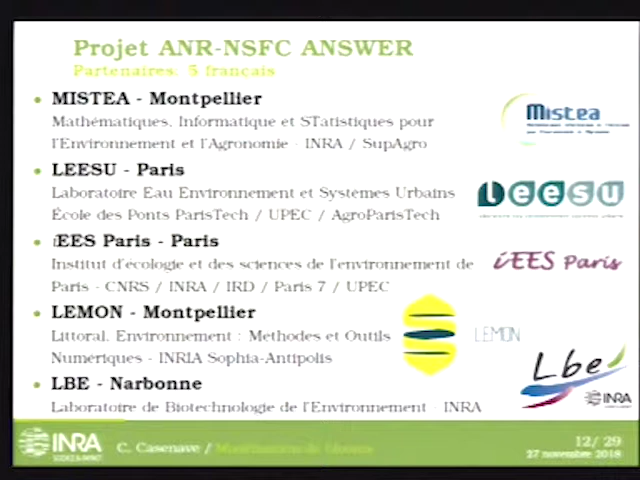 Projet ANR-NSFC ANSWER
Partenaires: 5 français
• MISTEA - Montpellier
Mathématiques, Informatique et STatistiques pour
l'Environnement et l'Agronomie - INRA / SupAgro
Mistea
• LEESU - Paris
Laboratoire Eau Environnement et Systemes Urbains
École des Ponts ParisTech / UPEC / AgroParisTech
Leesu
• iEES Paris - Paris
Institut d'écologie et des sciences de l'environnement de
Paris - CNRS / INRA / IRD / Paris 7 / UPEC
iEES Paris
• LEMON - Montpellier
Littoral, Environnement : Methodes et Outils
Numériques - INRIA Sophia-Antipolis
LEMON
• LBE - Narbonne
Laboratoire de Biotechnologie de l'Environnement - INRA
Lbe
INRA
INRA
SCIENCE & IMPACT
C. Casenave /
12/ 29
27 novembre 2018